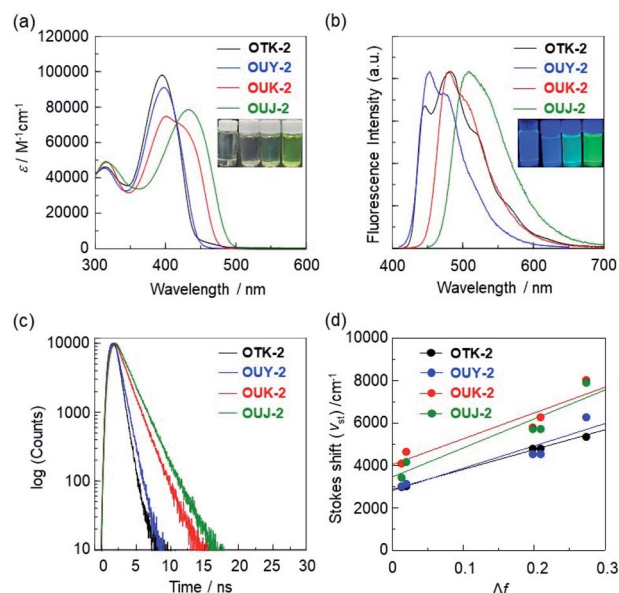 (a)
OTK-2
OUY-2
OUK-2
OUJ-2
ε / M⁻¹cm⁻¹
120000
100000
80000
60000
40000
20000
0
300 400 500 600
Wavelength / nm
(b)
OTK-2
OUY-2
OUK-2
OUJ-2
Fluorescence Intensity (a.u.)
400 500 600 700
Wavelength / nm
(c)
OTK-2
OUY-2
OUK-2
OUJ-2
log (Counts)
10000
1000
100
10
0 5 10 15 20 25 30
Time / ns
(d)
OTK-2
OUY-2
OUK-2
OUJ-2
Stokes shift (νst) /cm⁻¹
8000
6000
4000
2000
0
0 0.1 0.2 0.3
Δf